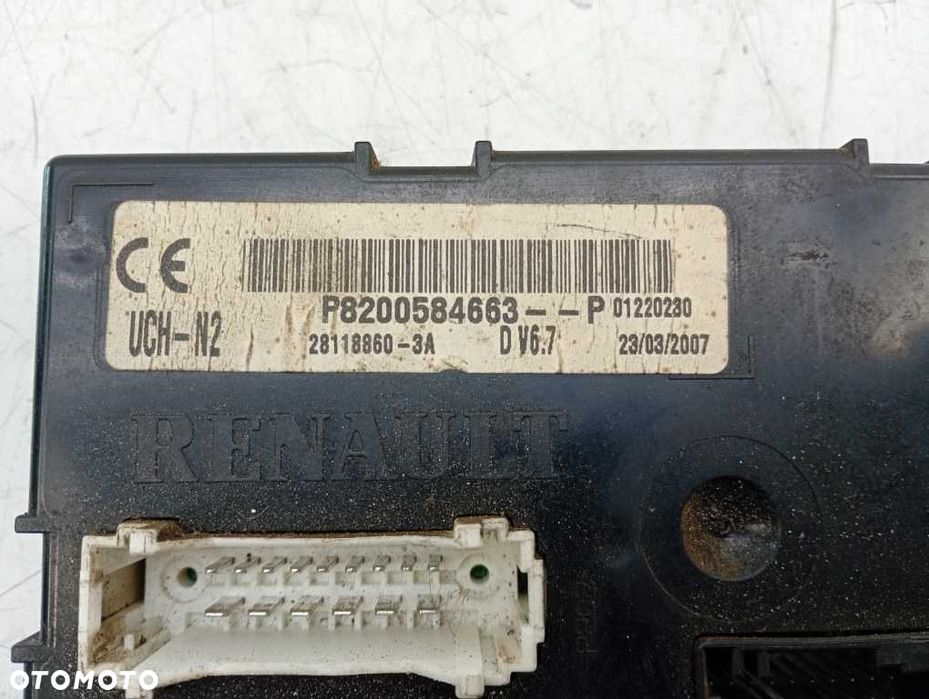 CE
P8200584663--P 01220230
UCH-N2
28118860-3A D V6.7 23/03/2007
RENAULT
OTOMOTO